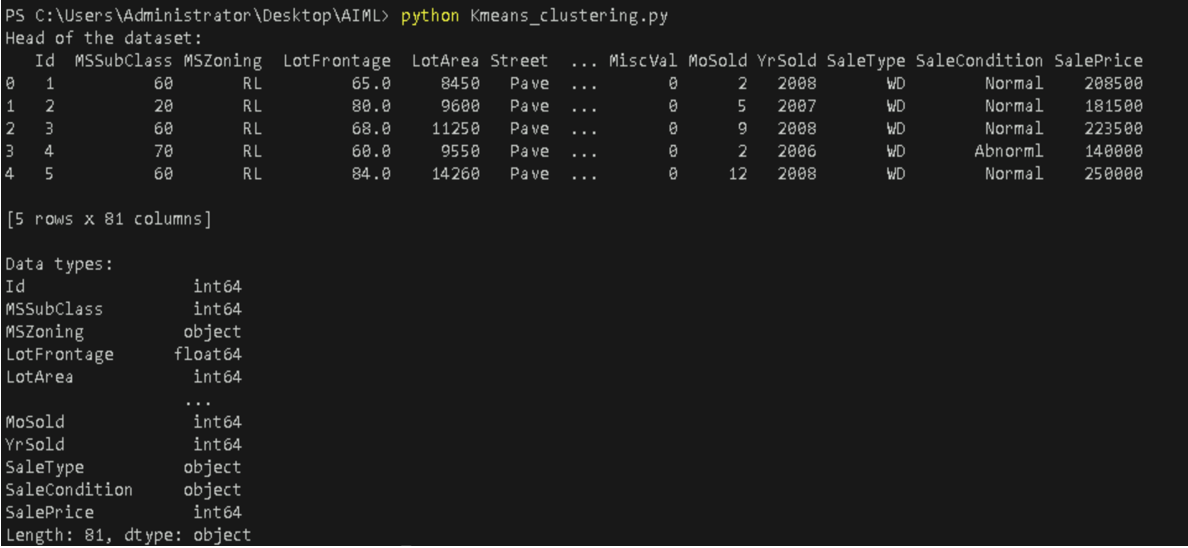 PS C:\Users\Administrator\Desktop\AIML> python Kmeans_clustering.py
Head of the dataset:
   Id  MSSubClass MSZoning  LotFrontage  LotArea Street  ... MiscVal MoSold YrSold SaleType SaleCondition SalePrice
0   1          60       RL         65.0     8450   Pave  ...       0      2   2008       WD        Normal    208500
1   2          20       RL         80.0     9600   Pave  ...       0      5   2007       WD        Normal    181500
2   3          60       RL         68.0    11250   Pave  ...       0      9   2008       WD        Normal    223500
3   4          70       RL         60.0     9550   Pave  ...       0      2   2006       WD       Abnorml    140000
4   5          60       RL         84.0    14260   Pave  ...       0     12   2008       WD        Normal    250000
[5 rows x 81 columns]
Data types:
Id                 int64
MSSubClass         int64
MSZoning          object
LotFrontage      float64
LotArea            int64
                  ...
MoSold             int64
YrSold             int64
SaleType          object
SaleCondition     object
SalePrice          int64
Length: 81, dtype: object